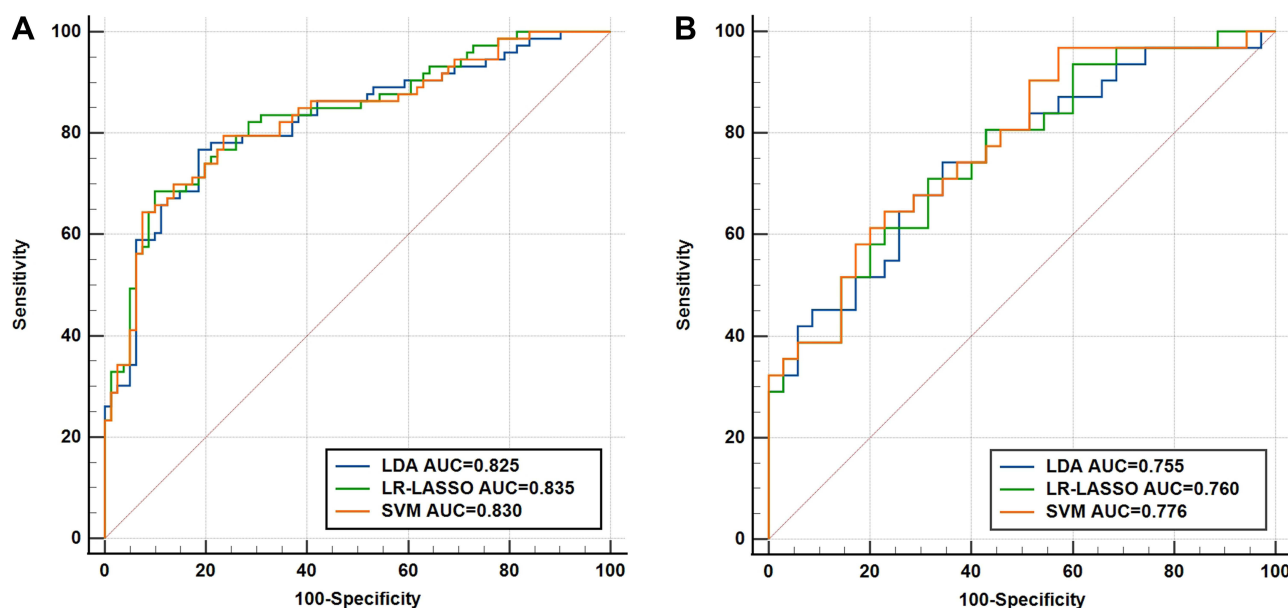 A
100
80
60
40
20
0
Sensitivity
0 20 40 60 80 100
100-Specificity
LDA AUC=0.825
LR-LASSO AUC=0.835
SVM AUC=0.830
B
100
80
60
40
20
0
Sensitivity
0 20 40 60 80 100
100-Specificity
LDA AUC=0.755
LR-LASSO AUC=0.760
SVM AUC=0.776